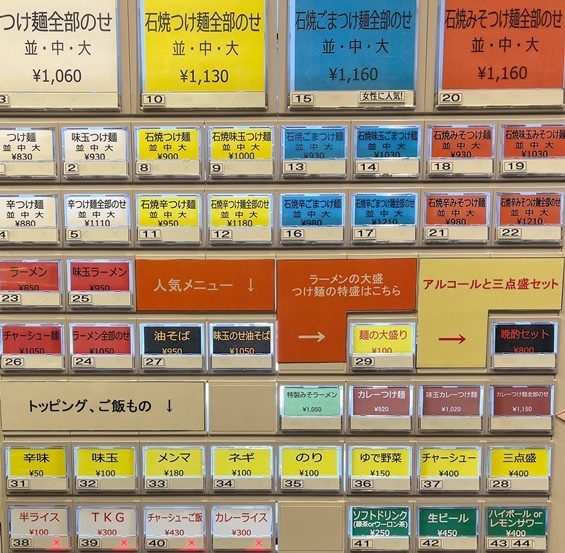 つけ麺全部のせ
並・中・大
¥1,060
3
石焼つけ麺全部のせ
並・中・大
¥1,130
10
石焼ごまつけ麺全部のせ
並・中・大
¥1,160
15
女性に人気!
石焼みそつけ麺全部のせ
並・中・大
¥1,160
20
つけ麺
並 中 大
¥830
味玉つけ麺
並 中 大
¥930
2
石焼つけ麺
並 中 大
¥900
8
石焼味玉つけ麺
並 中 大
¥1000
9
石焼ごまつけ麺
並 中 大
¥930
13
石焼味玉ごまつけ麺
並 中 大
¥1030
14
石焼みそつけ麺
並 中 大
¥930
18
石焼味玉みそつけ麺
並 中 大
¥1030
19
辛つけ麺
並 中 大
¥880
4
辛つけ麺全部のせ
並 中 大
¥1110
5
石焼辛つけ麺
並 中 大
¥950
11
石焼辛つけ麺全部のせ
並 中 大
¥1180
12
石焼辛ごまつけ麺
並 中 大
¥980
16
石焼辛ごまつけ麺全部のせ
並 中 大
¥1210
17
石焼辛みそつけ麺
並 中 大
¥980
21
石焼辛みそつけ麺全部のせ
並 中 大
¥1210
22
ラーメン
¥850
23
味玉ラーメン
¥950
25
人気メニュー ↓
ラーメンの大盛
つけ麺の特盛はこちら
→
アルコールと三点盛セット
→
チャーシュー麺
¥1050
26
ラーメン全部のせ
¥1050
24
油そば
¥950
27
味玉のせ油そば
¥1050
麺の大盛り
¥100
29
晩酌セット
¥800
トッピング、ご飯もの ↓
特製みそラーメン
¥1,050
カレーつけ麺
¥920
味玉カレーつけ麺
¥1,020
カレーつけ麺全部のせ
¥1,150
辛味
¥50
31
味玉
¥100
32
メンマ
¥180
33
ネギ
¥100
34
のり
¥100
35
ゆで野菜
¥150
36
チャーシュー
¥400
37
三点盛
¥400
28
半ライス
¥100
38
TKG
¥300
39
チャーシューご飯
¥430
40
カレーライス
¥300
ソフトドリンク
(緑茶orウーロン茶)
¥250
41
生ビール
¥450
42
ハイボール or
レモンサワー
¥400
43 44